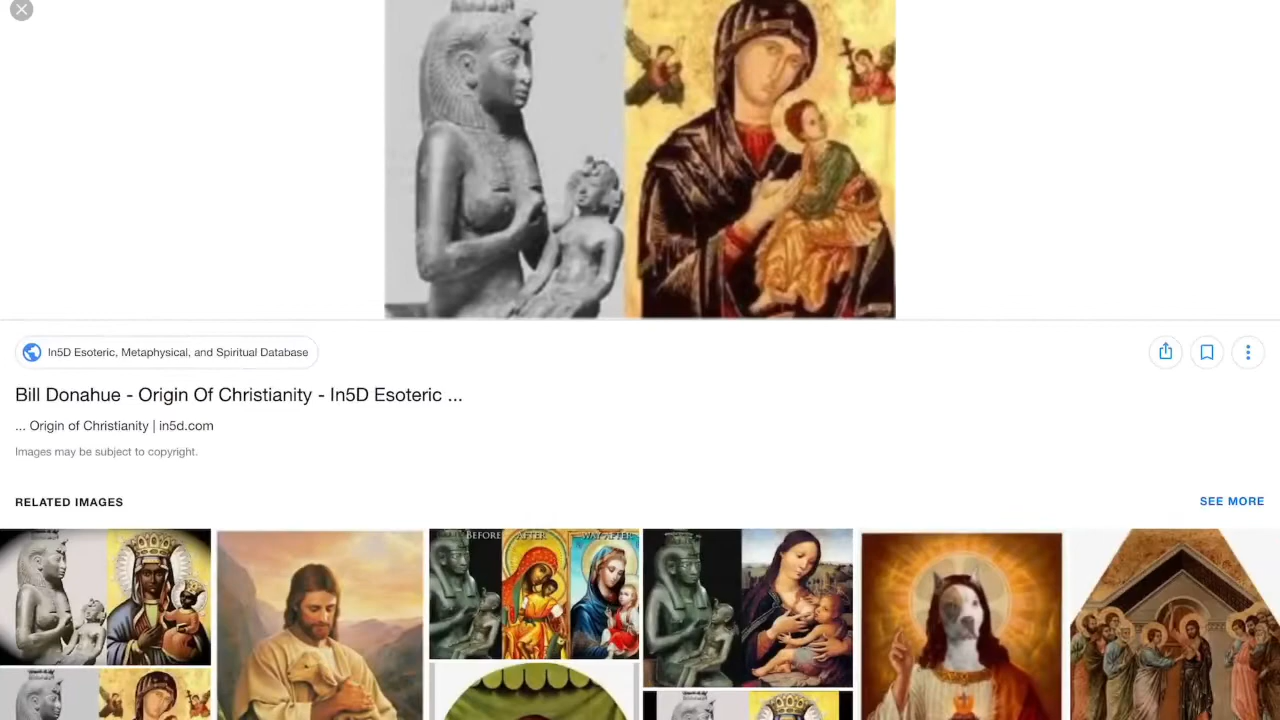 In5D Esoteric, Metaphysical, and Spiritual Database
Bill Donahue - Origin Of Christianity - In5D Esoteric ...
... Origin of Christianity | in5d.com
Images may be subject to copyright.
RELATED IMAGES
SEE MORE
BEFORE
AFTER
WAY AFTER